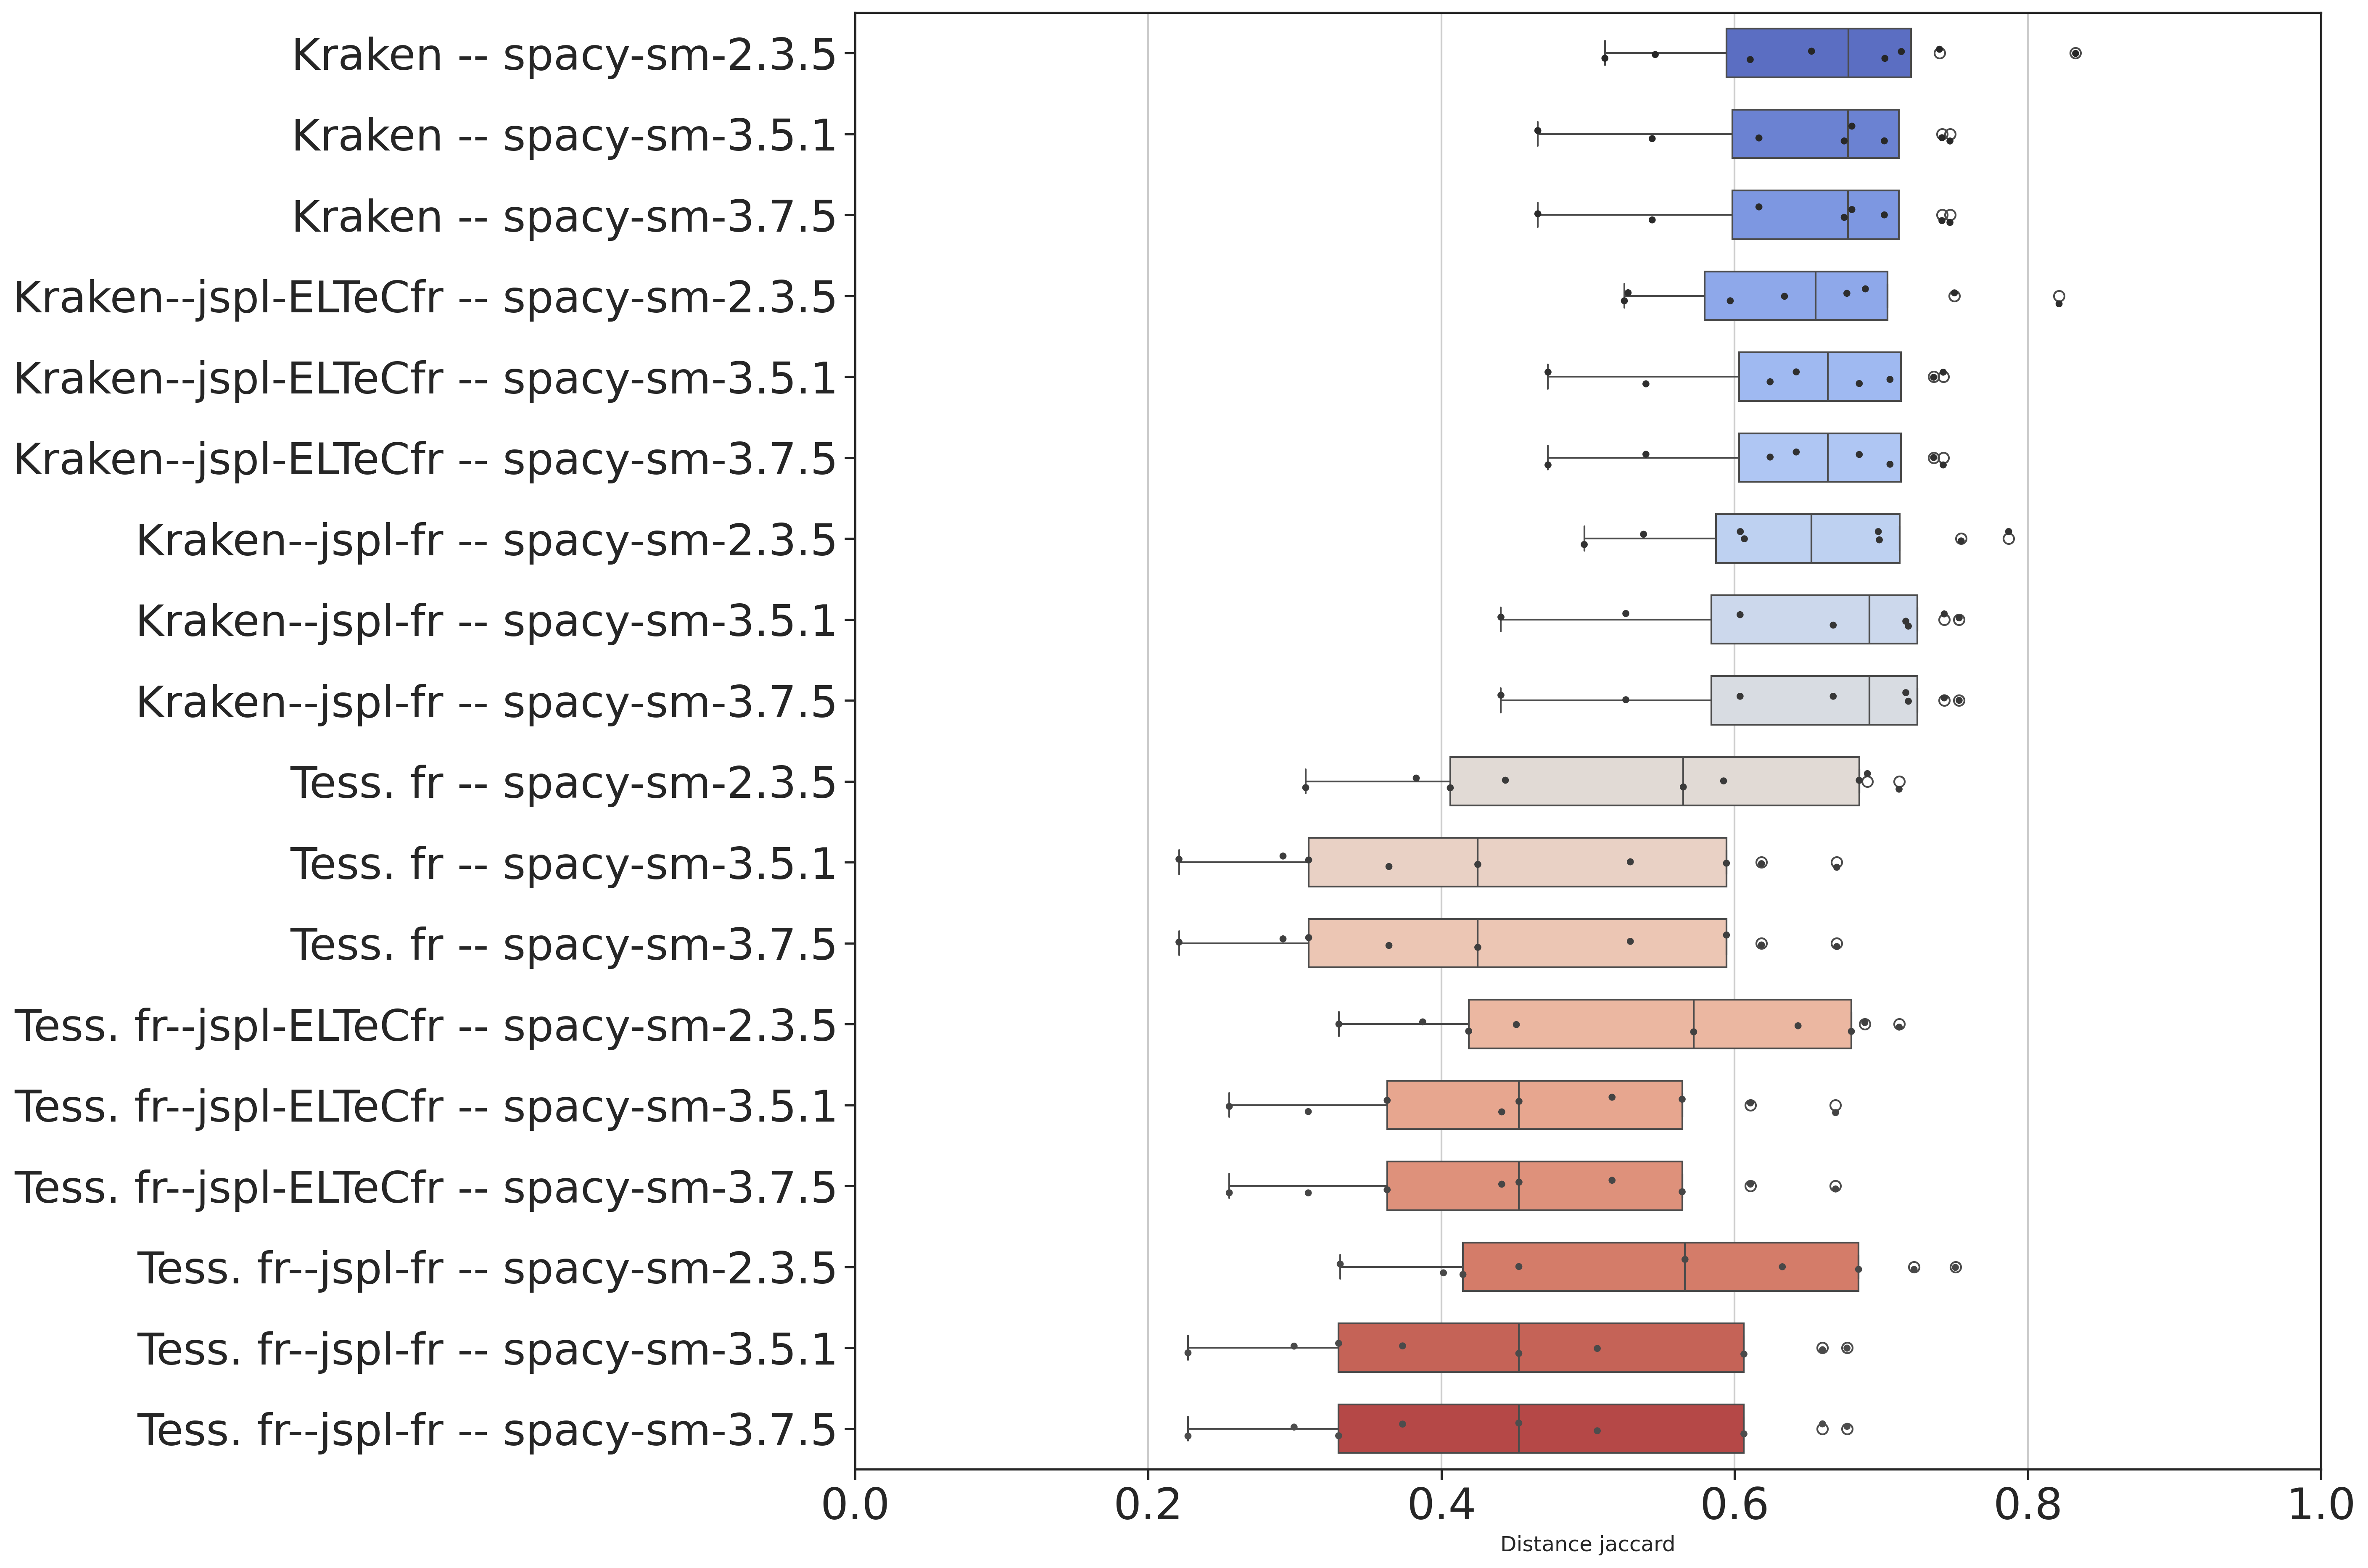 Kraken -- spacy-sm-2.3.5
Kraken -- spacy-sm-3.5.1
Kraken -- spacy-sm-3.7.5
Kraken--jspl-ELTeCfr -- spacy-sm-2.3.5
Kraken--jspl-ELTeCfr -- spacy-sm-3.5.1
Kraken--jspl-ELTeCfr -- spacy-sm-3.7.5
Kraken--jspl-fr -- spacy-sm-2.3.5
Kraken--jspl-fr -- spacy-sm-3.5.1
Kraken--jspl-fr -- spacy-sm-3.7.5
Tess. fr -- spacy-sm-2.3.5
Tess. fr -- spacy-sm-3.5.1
Tess. fr -- spacy-sm-3.7.5
Tess. fr--jspl-ELTeCfr -- spacy-sm-2.3.5
Tess. fr--jspl-ELTeCfr -- spacy-sm-3.5.1
Tess. fr--jspl-ELTeCfr -- spacy-sm-3.7.5
Tess. fr--jspl-fr -- spacy-sm-2.3.5
Tess. fr--jspl-fr -- spacy-sm-3.5.1
Tess. fr--jspl-fr -- spacy-sm-3.7.5
0.0 0.2 0.4 0.6 0.8 1.0
Distance jaccard